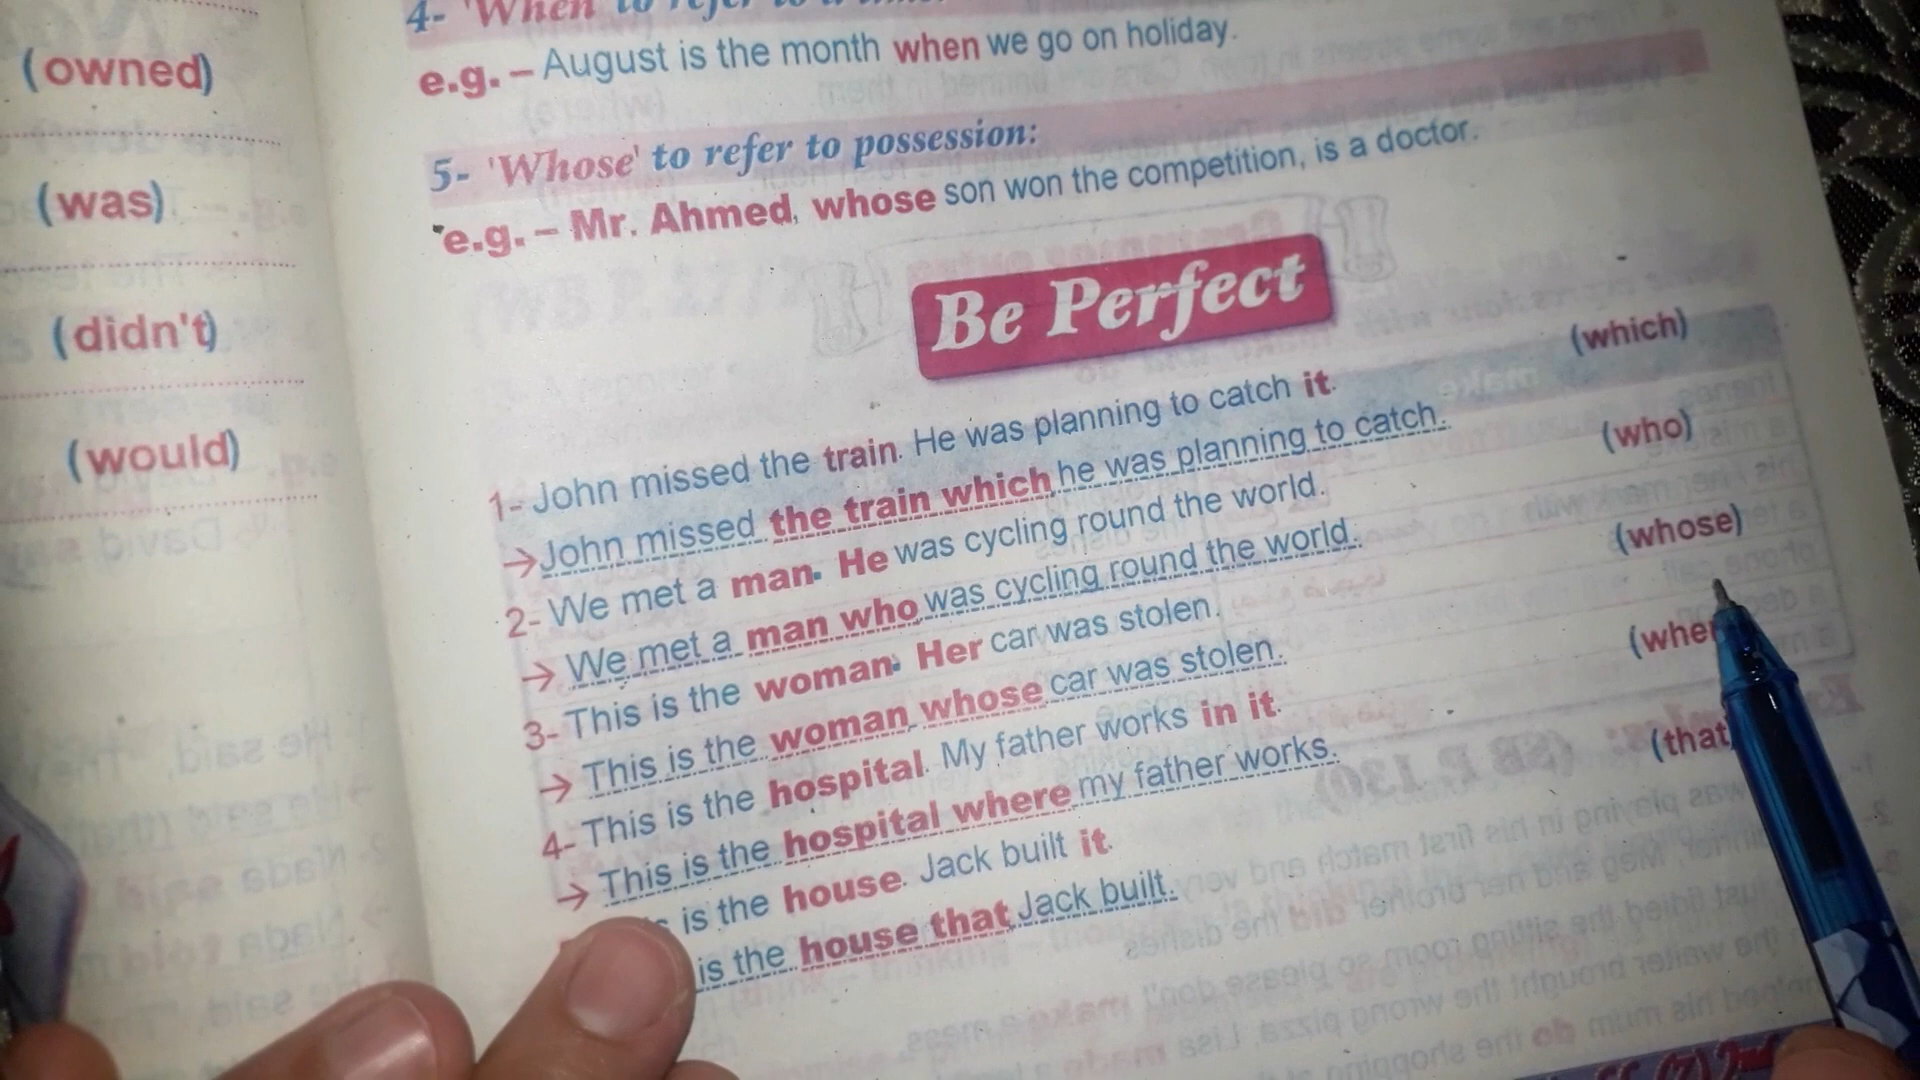 (owned)
(was)
(didn't)
(would)
4- 'When' to refer to a
e.g. – August is the month when we go on holiday.
5- 'Whose' to refer to possession:
e.g. – Mr. Ahmed, whose son won the competition, is a doctor.
Be Perfect
1- John missed the train. He was planning to catch it. (which)
→ John missed the train which he was planning to catch.
2- We met a man. He was cycling round the world. (who)
→ We met a man who was cycling round the world.
3- This is the woman. Her car was stolen. (whose)
→ This is the woman whose car was stolen.
4- This is the hospital. My father works in it.
→ This is the hospital where my father works.
is the house. Jack built it. (that
is the house that Jack built.